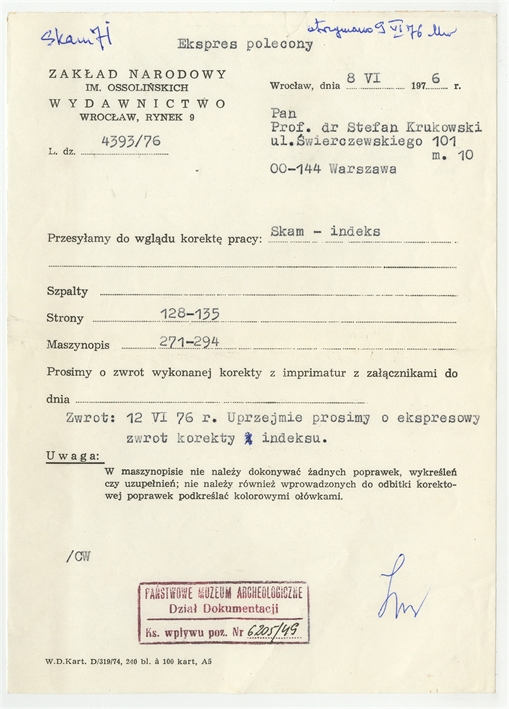 Skam 71
otrzymano 9 VI 76
Ekspres polecony
ZAKŁAD NARODOWY
IM. OSSOLIŃSKICH
WYDAWNICTWO
WROCŁAW, RYNEK 9
L. dz. 4393/76
Wrocław, dnia 8 VI 1976 r.
Pan
Prof. dr Stefan Krukowski
ul.Świerczewskiego 101
m. 10
00-144 Warszawa
Przesyłamy do wglądu korektę pracy: Skam - indeks
Szpalty
Strony 128-135
Maszynopis 271-294
Prosimy o zwrot wykonanej korekty z imprimatur z załącznikami do
dnia
Zwrot: 12 VI 76 r. Uprzejmie prosimy o ekspresowy
zwrot korekty i indeksu.
Uwaga:
W maszynopisie nie należy dokonywać żadnych poprawek, wykreśleń
czy uzupełnień; nie należy również wprowadzonych do odbitki korekto-
wej poprawek podkreślać kolorowymi ołówkami.
/CW
PAŃSTWOWE MUZEUM ARCHEOLOGICZNE
Dział Dokumentacji
Ks. wpływu poz. Nr 6205/49
W.D.Kart. D/319/74, 240 bl. à 100 kart, A5